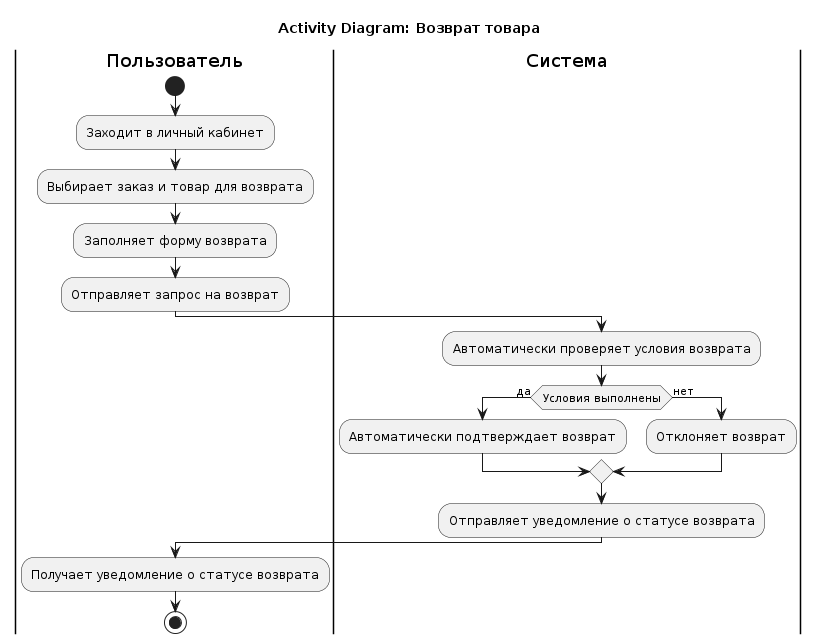 Activity Diagram: Возврат товара
Пользователь
Система
Заходит в личный кабинет
Выбирает заказ и товар для возврата
Заполняет форму возврата
Отправляет запрос на возврат
Автоматически проверяет условия возврата
да
Условия выполнены
нет
Автоматически подтверждает возврат
Отклоняет возврат
Отправляет уведомление о статусе возврата
Получает уведомление о статусе возврата